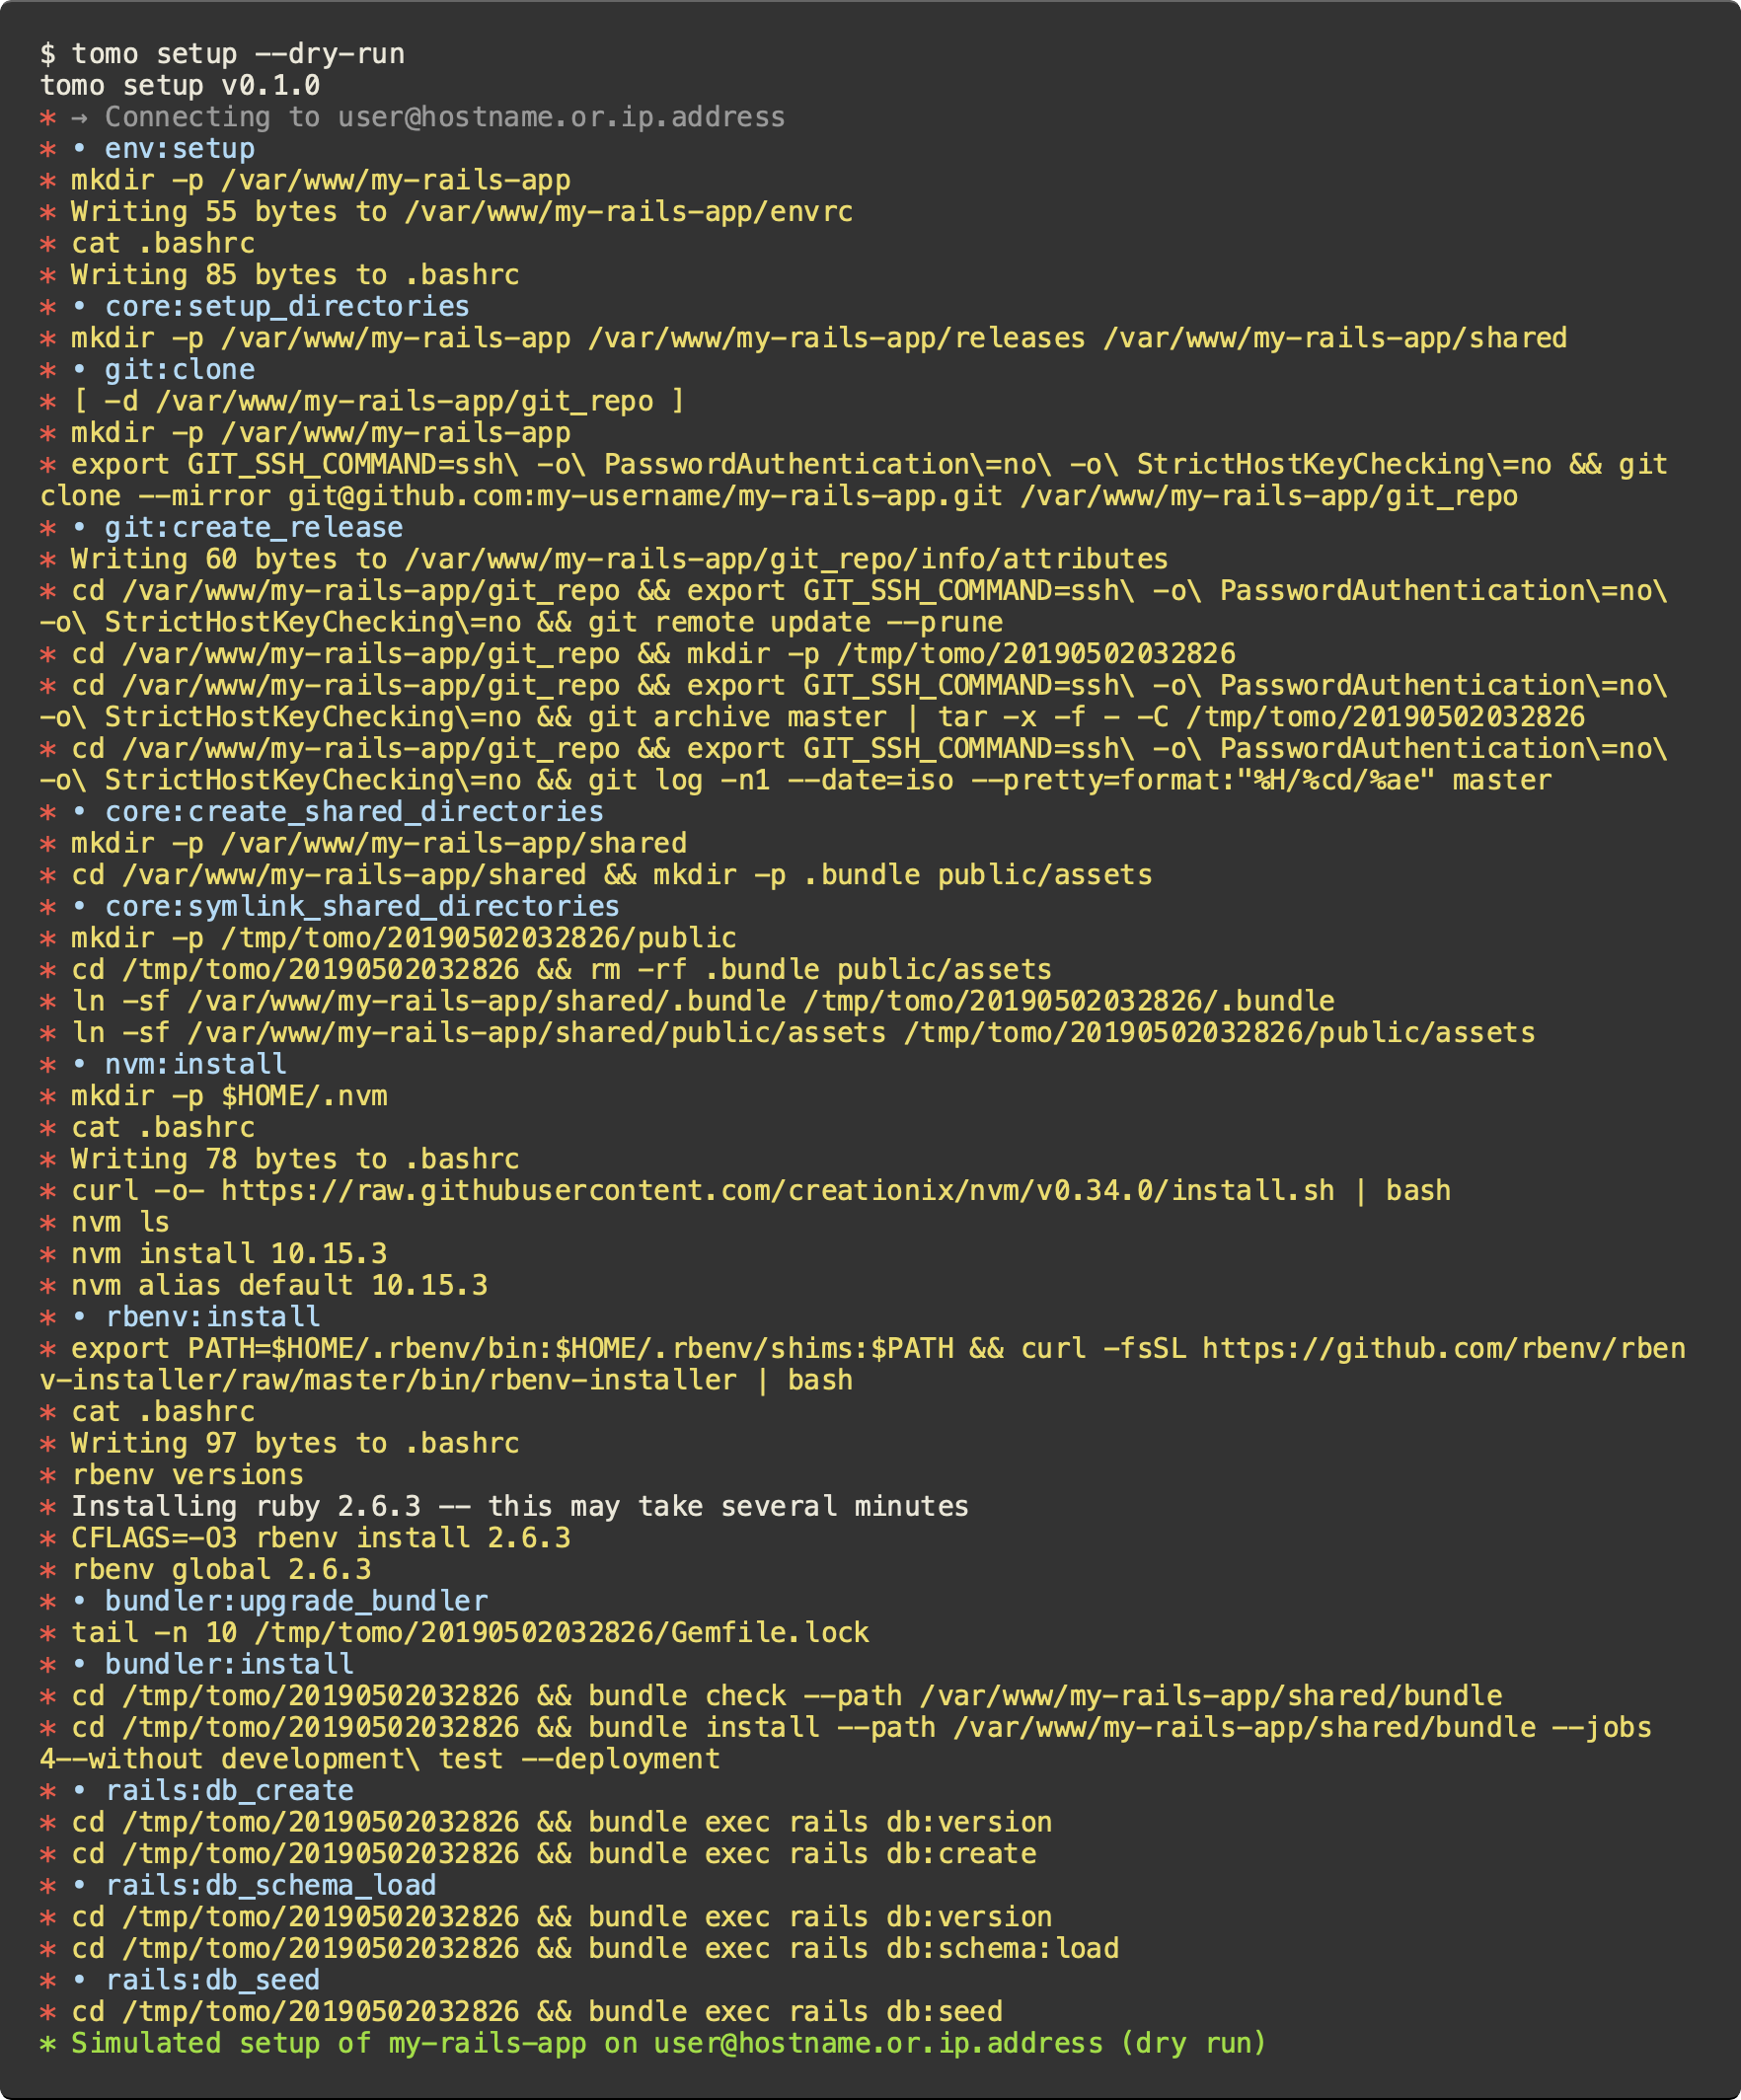 $ tomo setup --dry-run
tomo setup v0.1.0
* → Connecting to user@hostname.or.ip.address
* • env:setup
* mkdir -p /var/www/my-rails-app
* Writing 55 bytes to /var/www/my-rails-app/envrc
* cat .bashrc
* Writing 85 bytes to .bashrc
* • core:setup_directories
* mkdir -p /var/www/my-rails-app /var/www/my-rails-app/releases /var/www/my-rails-app/shared
* • git:clone
* [ -d /var/www/my-rails-app/git_repo ]
* mkdir -p /var/www/my-rails-app
* export GIT_SSH_COMMAND=ssh\ -o\ PasswordAuthentication\=no\ -o\ StrictHostKeyChecking\=no && git
clone --mirror git@github.com:my-username/my-rails-app.git /var/www/my-rails-app/git_repo
* • git:create_release
* Writing 60 bytes to /var/www/my-rails-app/git_repo/info/attributes
* cd /var/www/my-rails-app/git_repo && export GIT_SSH_COMMAND=ssh\ -o\ PasswordAuthentication\=no\
-o\ StrictHostKeyChecking\=no && git remote update --prune
* cd /var/www/my-rails-app/git_repo && mkdir -p /tmp/tomo/20190502032826
* cd /var/www/my-rails-app/git_repo && export GIT_SSH_COMMAND=ssh\ -o\ PasswordAuthentication\=no\
-o\ StrictHostKeyChecking\=no && git archive master | tar -x -f - -C /tmp/tomo/20190502032826
* cd /var/www/my-rails-app/git_repo && export GIT_SSH_COMMAND=ssh\ -o\ PasswordAuthentication\=no\
-o\ StrictHostKeyChecking\=no && git log -n1 --date=iso --pretty=format:"%H/%cd/%ae" master
* • core:create_shared_directories
* mkdir -p /var/www/my-rails-app/shared
* cd /var/www/my-rails-app/shared && mkdir -p .bundle public/assets
* • core:symlink_shared_directories
* mkdir -p /tmp/tomo/20190502032826/public
* cd /tmp/tomo/20190502032826 && rm -rf .bundle public/assets
* ln -sf /var/www/my-rails-app/shared/.bundle /tmp/tomo/20190502032826/.bundle
* ln -sf /var/www/my-rails-app/shared/public/assets /tmp/tomo/20190502032826/public/assets
* • nvm:install
* mkdir -p $HOME/.nvm
* cat .bashrc
* Writing 78 bytes to .bashrc
* curl -o- https://raw.githubusercontent.com/creationix/nvm/v0.34.0/install.sh | bash
* nvm ls
* nvm install 10.15.3
* nvm alias default 10.15.3
* • rbenv:install
* export PATH=$HOME/.rbenv/bin:$HOME/.rbenv/shims:$PATH && curl -fsSL https://github.com/rbenv/rben
v-installer/raw/master/bin/rbenv-installer | bash
* cat .bashrc
* Writing 97 bytes to .bashrc
* rbenv versions
* Installing ruby 2.6.3 -- this may take several minutes
* CFLAGS=-O3 rbenv install 2.6.3
* rbenv global 2.6.3
* • bundler:upgrade_bundler
* tail -n 10 /tmp/tomo/20190502032826/Gemfile.lock
* • bundler:install
* cd /tmp/tomo/20190502032826 && bundle check --path /var/www/my-rails-app/shared/bundle
* cd /tmp/tomo/20190502032826 && bundle install --path /var/www/my-rails-app/shared/bundle --jobs
4--without development\ test --deployment
* • rails:db_create
* cd /tmp/tomo/20190502032826 && bundle exec rails db:version
* cd /tmp/tomo/20190502032826 && bundle exec rails db:create
* • rails:db_schema_load
* cd /tmp/tomo/20190502032826 && bundle exec rails db:version
* cd /tmp/tomo/20190502032826 && bundle exec rails db:schema:load
* • rails:db_seed
* cd /tmp/tomo/20190502032826 && bundle exec rails db:seed
* Simulated setup of my-rails-app on user@hostname.or.ip.address (dry run)